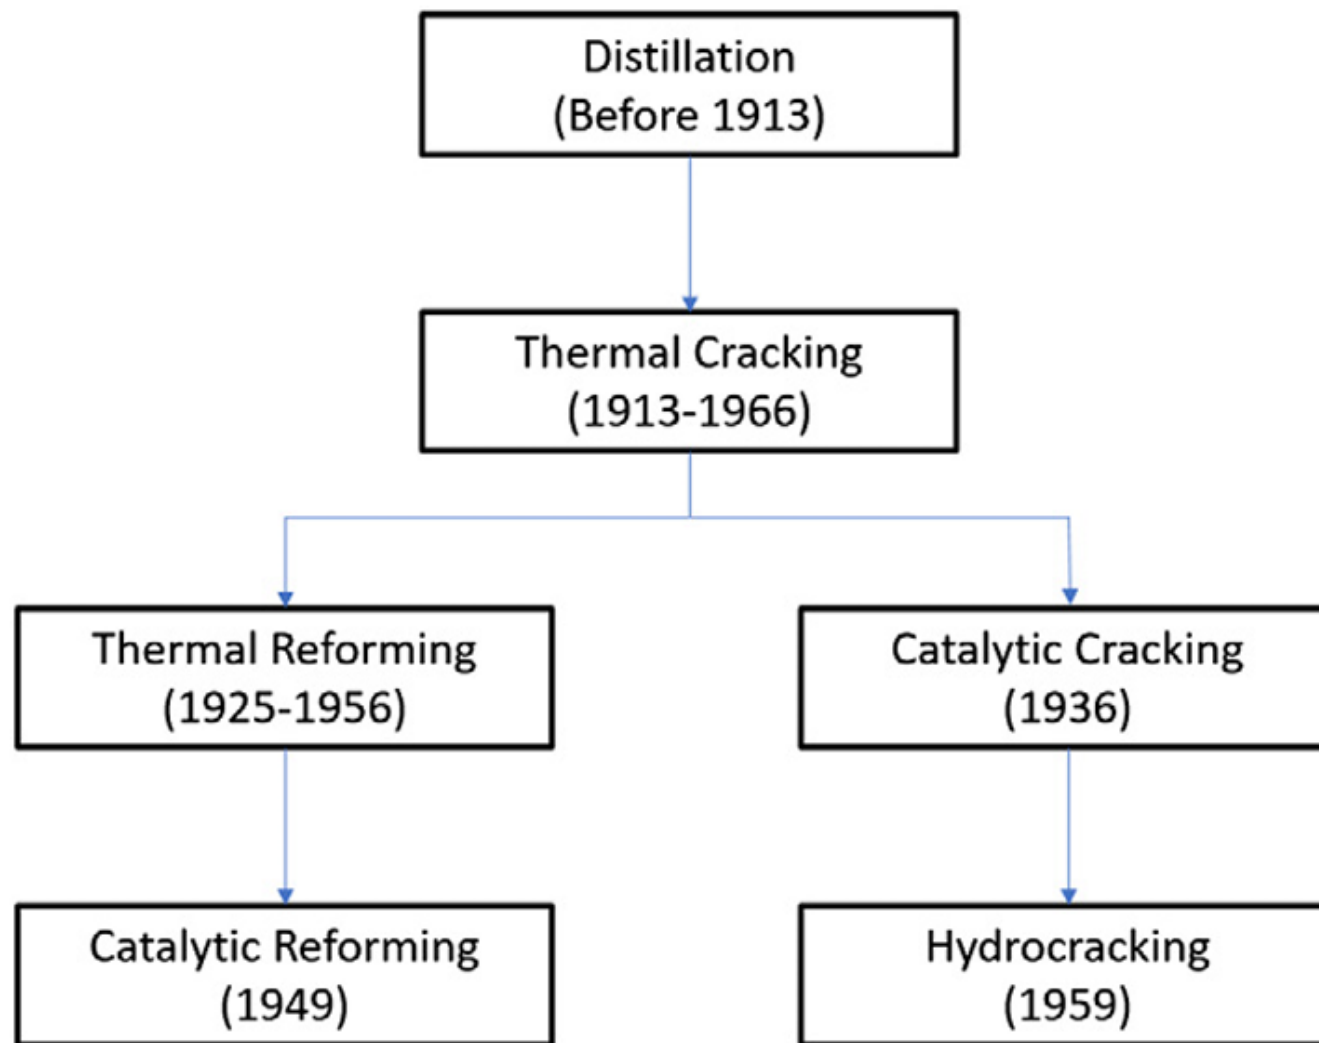 Distillation
(Before 1913)
Thermal Cracking
(1913-1966)
Thermal Reforming
(1925-1956)
Catalytic Cracking
(1936)
Catalytic Reforming
(1949)
Hydrocracking
(1959)